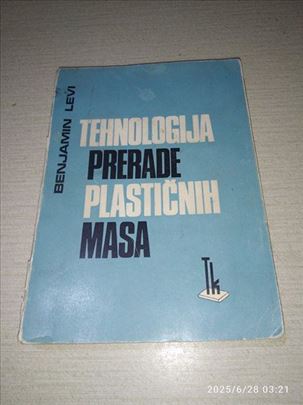 BENJAMIN LEVI
TEHNOLOGIJA
PRERADE
PLASTIČNIH
MASA
Tk
2025/6/28 03:21